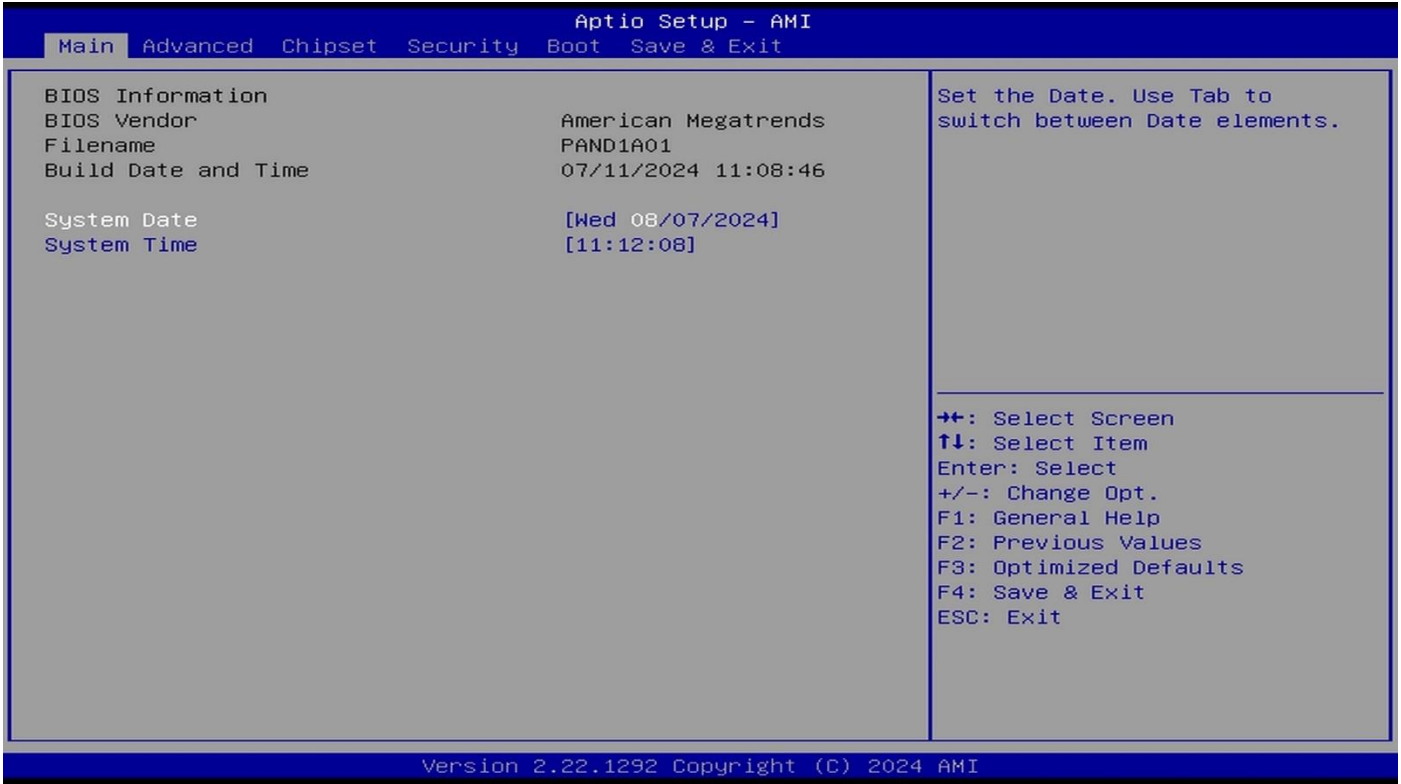 Aptio Setup – AMI
Main Advanced Chipset Security Boot Save & Exit
BIOS Information
BIOS Vendor American Megatrends
Filename PAND1A01
Build Date and Time 07/11/2024 11:08:46
System Date [Wed 08/07/2024]
System Time [11:12:08]
Set the Date. Use Tab to
switch between Date elements.
→←: Select Screen
↑↓: Select Item
Enter: Select
+/-: Change Opt.
F1: General Help
F2: Previous Values
F3: Optimized Defaults
F4: Save & Exit
ESC: Exit
Version 2.22.1292 Copyright (C) 2024 AMI